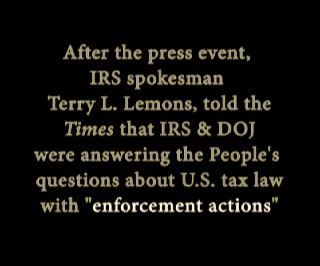 After the press event,
IRS spokesman
Terry L. Lemons, told the
Times that IRS & DOJ
were answering the People's
questions about U.S. tax law
with "enforcement actions"